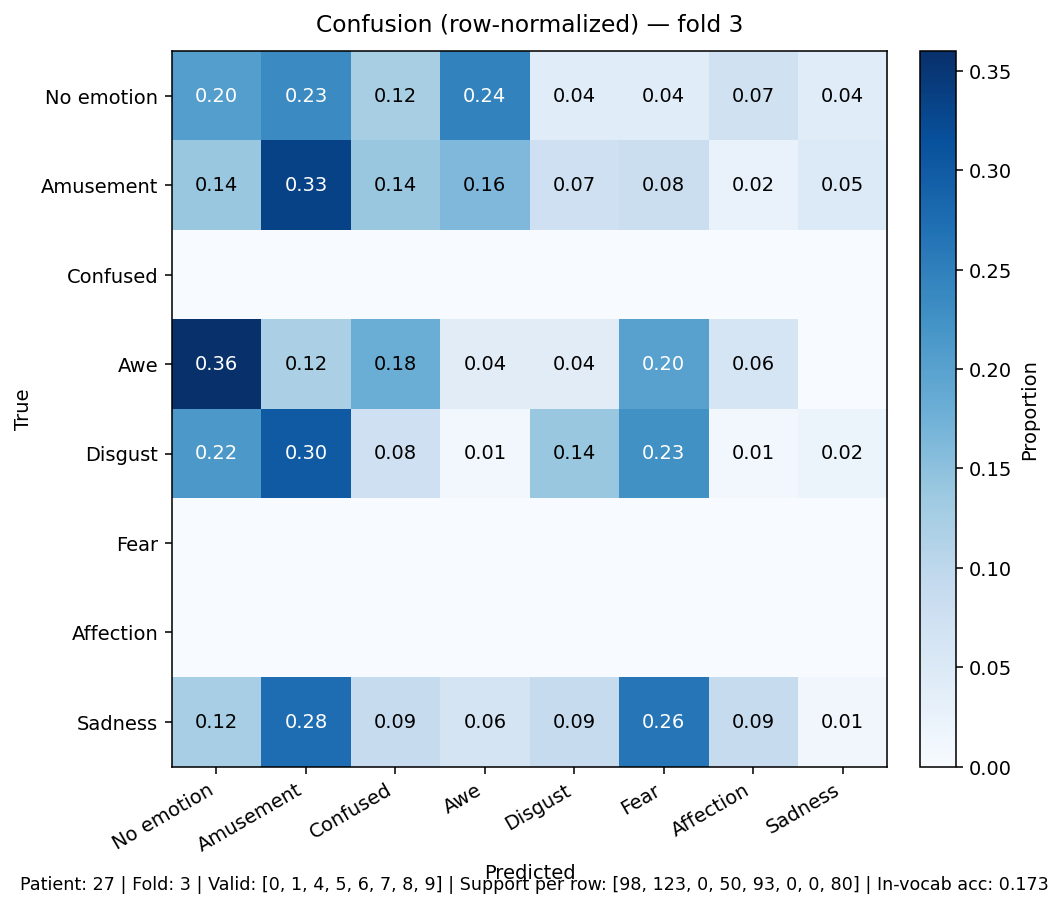 Confusion (row-normalized) — fold 3
No emotion 0.20 0.23 0.12 0.24 0.04 0.04 0.07 0.04
Amusement 0.14 0.33 0.14 0.16 0.07 0.08 0.02 0.05
Confused
Awe 0.36 0.12 0.18 0.04 0.04 0.20 0.06
Disgust 0.22 0.30 0.08 0.01 0.14 0.23 0.01 0.02
Fear
Affection
Sadness 0.12 0.28 0.09 0.06 0.09 0.26 0.09 0.01
True
No emotion Amusement Confused Awe Disgust Fear Affection Sadness
Predicted
0.35
0.30
0.25
0.20
0.15
0.10
0.05
0.00
Proportion
Patient: 27 | Fold: 3 | Valid: [0, 1, 4, 5, 6, 7, 8, 9] | Support per row: [98, 123, 0, 50, 93, 0, 0, 80] | In-vocab acc: 0.173